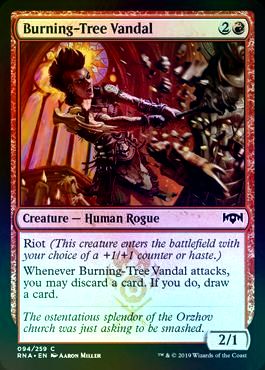 Burning-Tree Vandal 2
Creature — Human Rogue
RNA
Riot (This creature enters the battlefield with
your choice of a +1/+1 counter or haste.)
Whenever Burning-Tree Vandal attacks,
you may discard a card. If you do, draw
a card.
The ostentatious splendor of the Orzhov
church was just asking to be smashed.
2/1
094/259 C
RNA • EN AARON MILLER
™ & © 2019 Wizards of the Coast